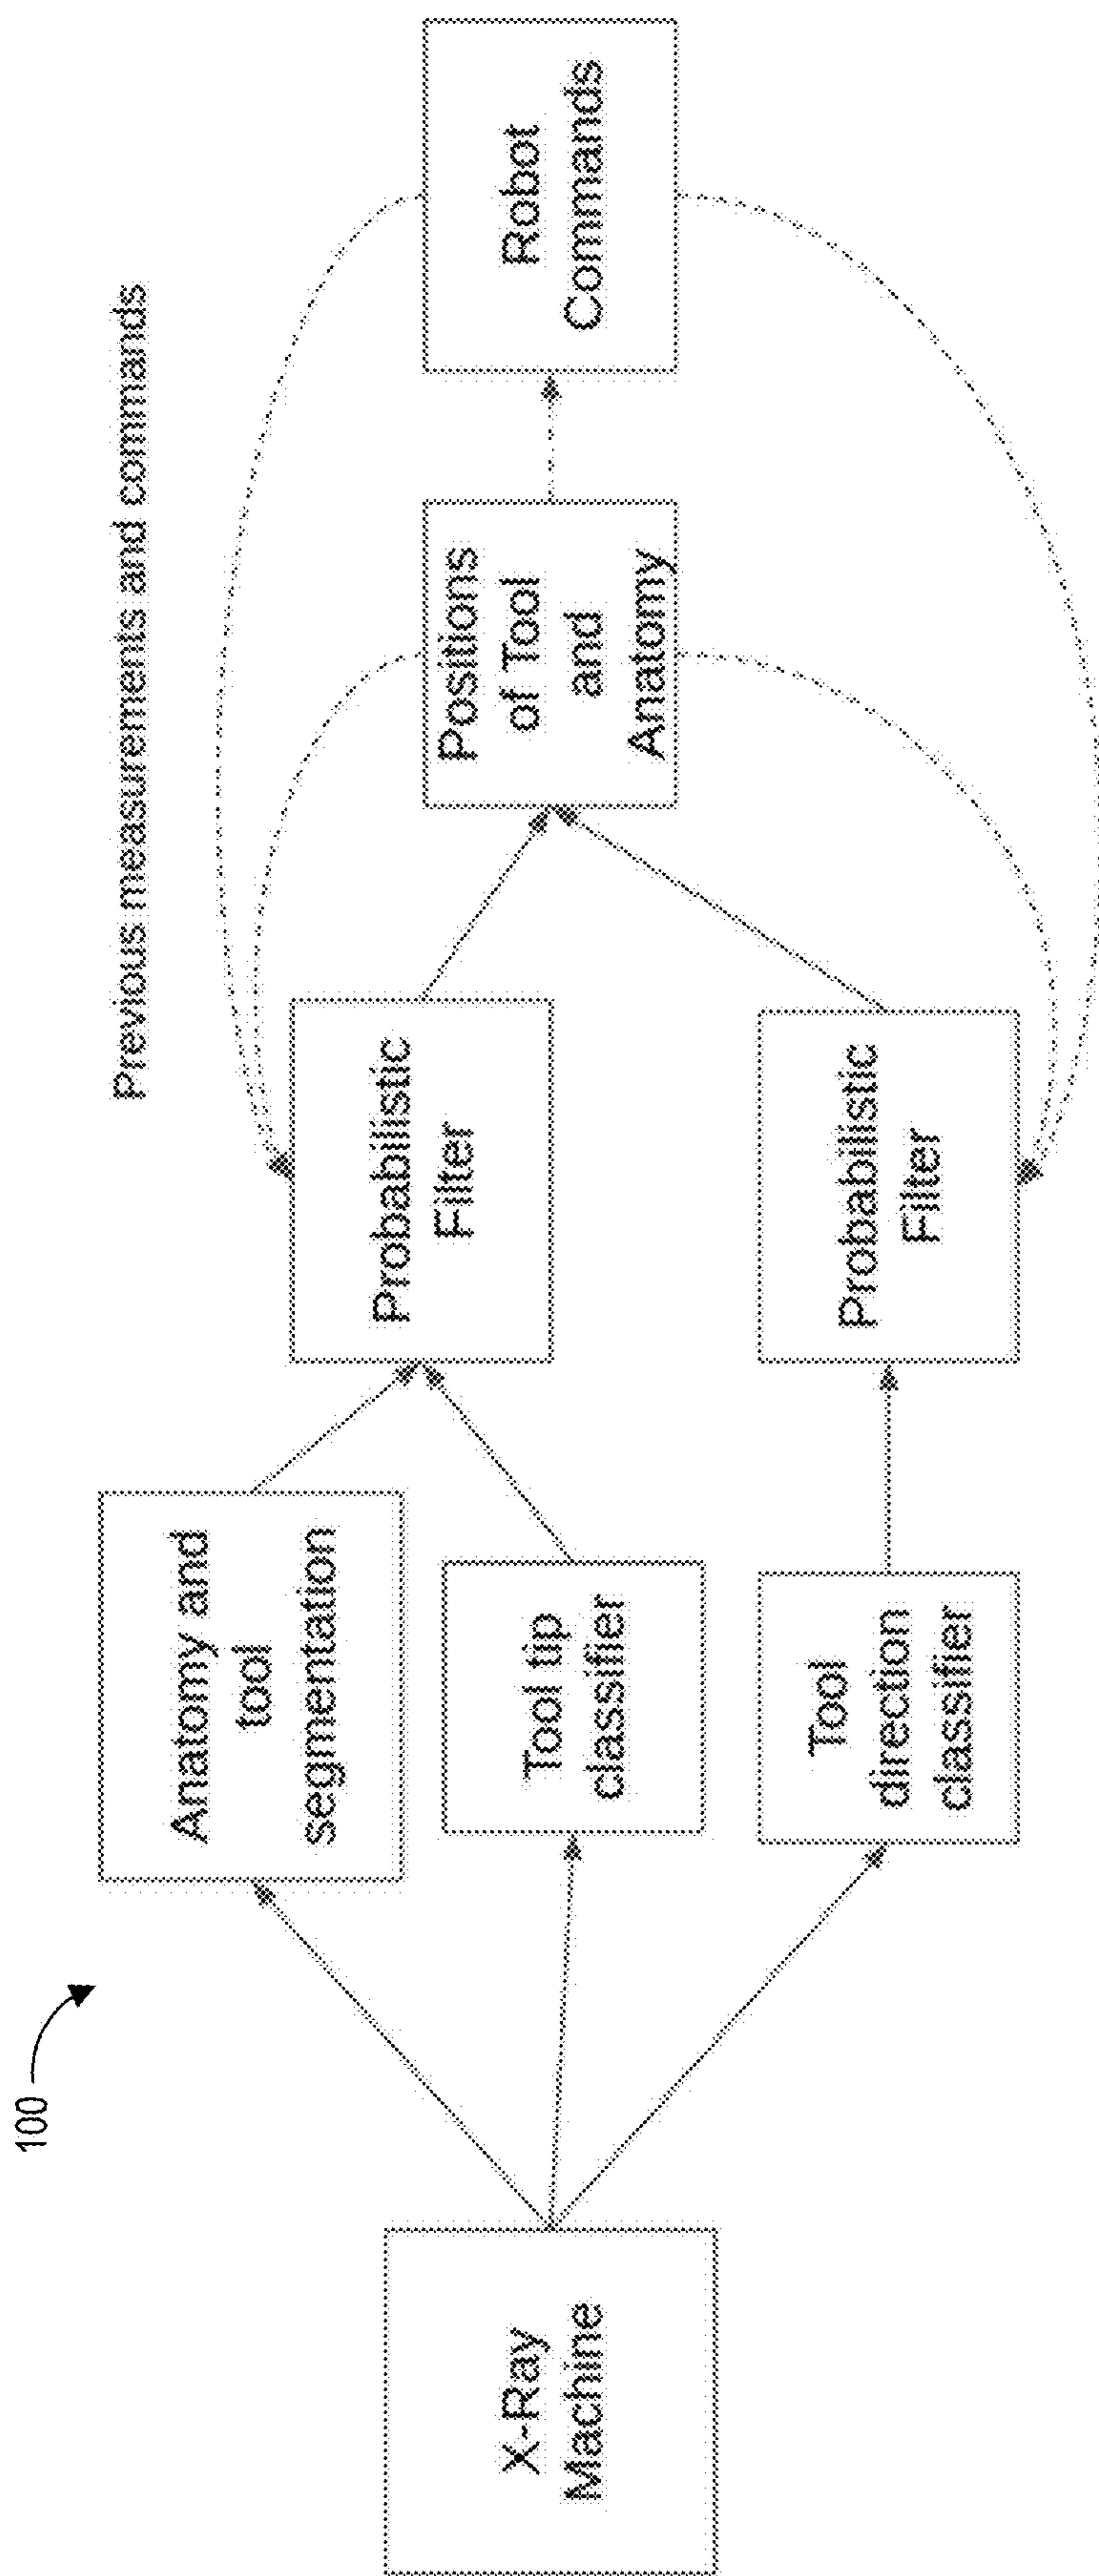 100
Previous measurements and commands
X-Ray
Machine
Anatomy and
tool
segmentation
Tool tip
classifier
Tool
direction
classifier
Probabilistic
Filter
Probabilistic
Filter
Positions
of Tool
and
Anatomy
Robot
Commands